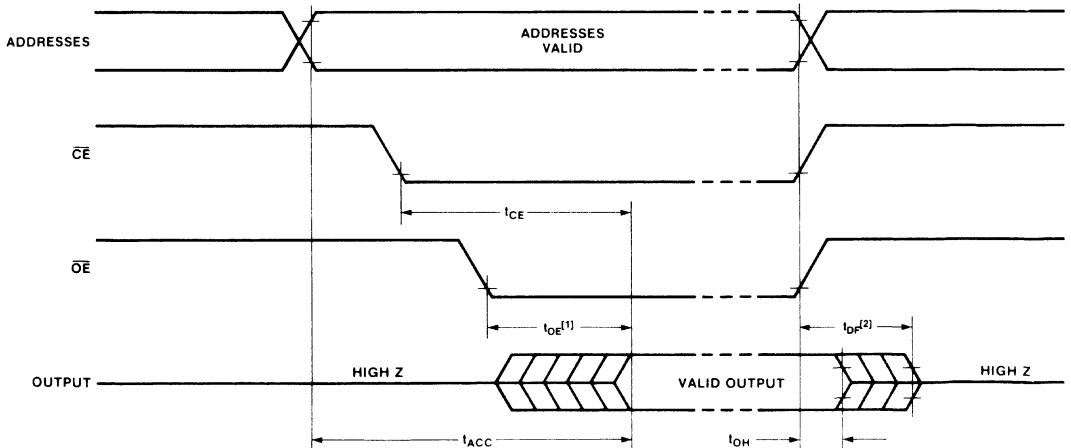 ADDRESSES
ADDRESSES
VALID
CE
tCE
OE
tOE[1]
tDF[2]
OUTPUT
HIGH Z
VALID OUTPUT
HIGH Z
tACC
tOH